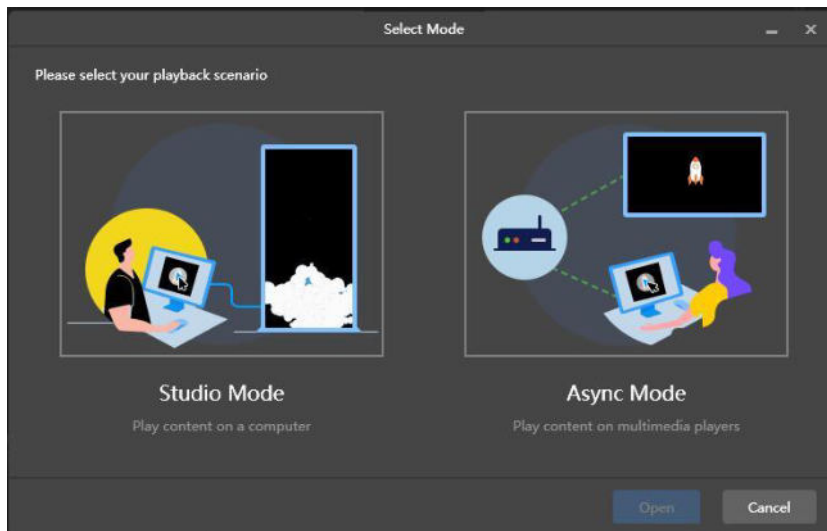 Select Mode
Please select your playback scenario
Studio Mode
Play content on a computer
Async Mode
Play content on multimedia players
Open
Cancel